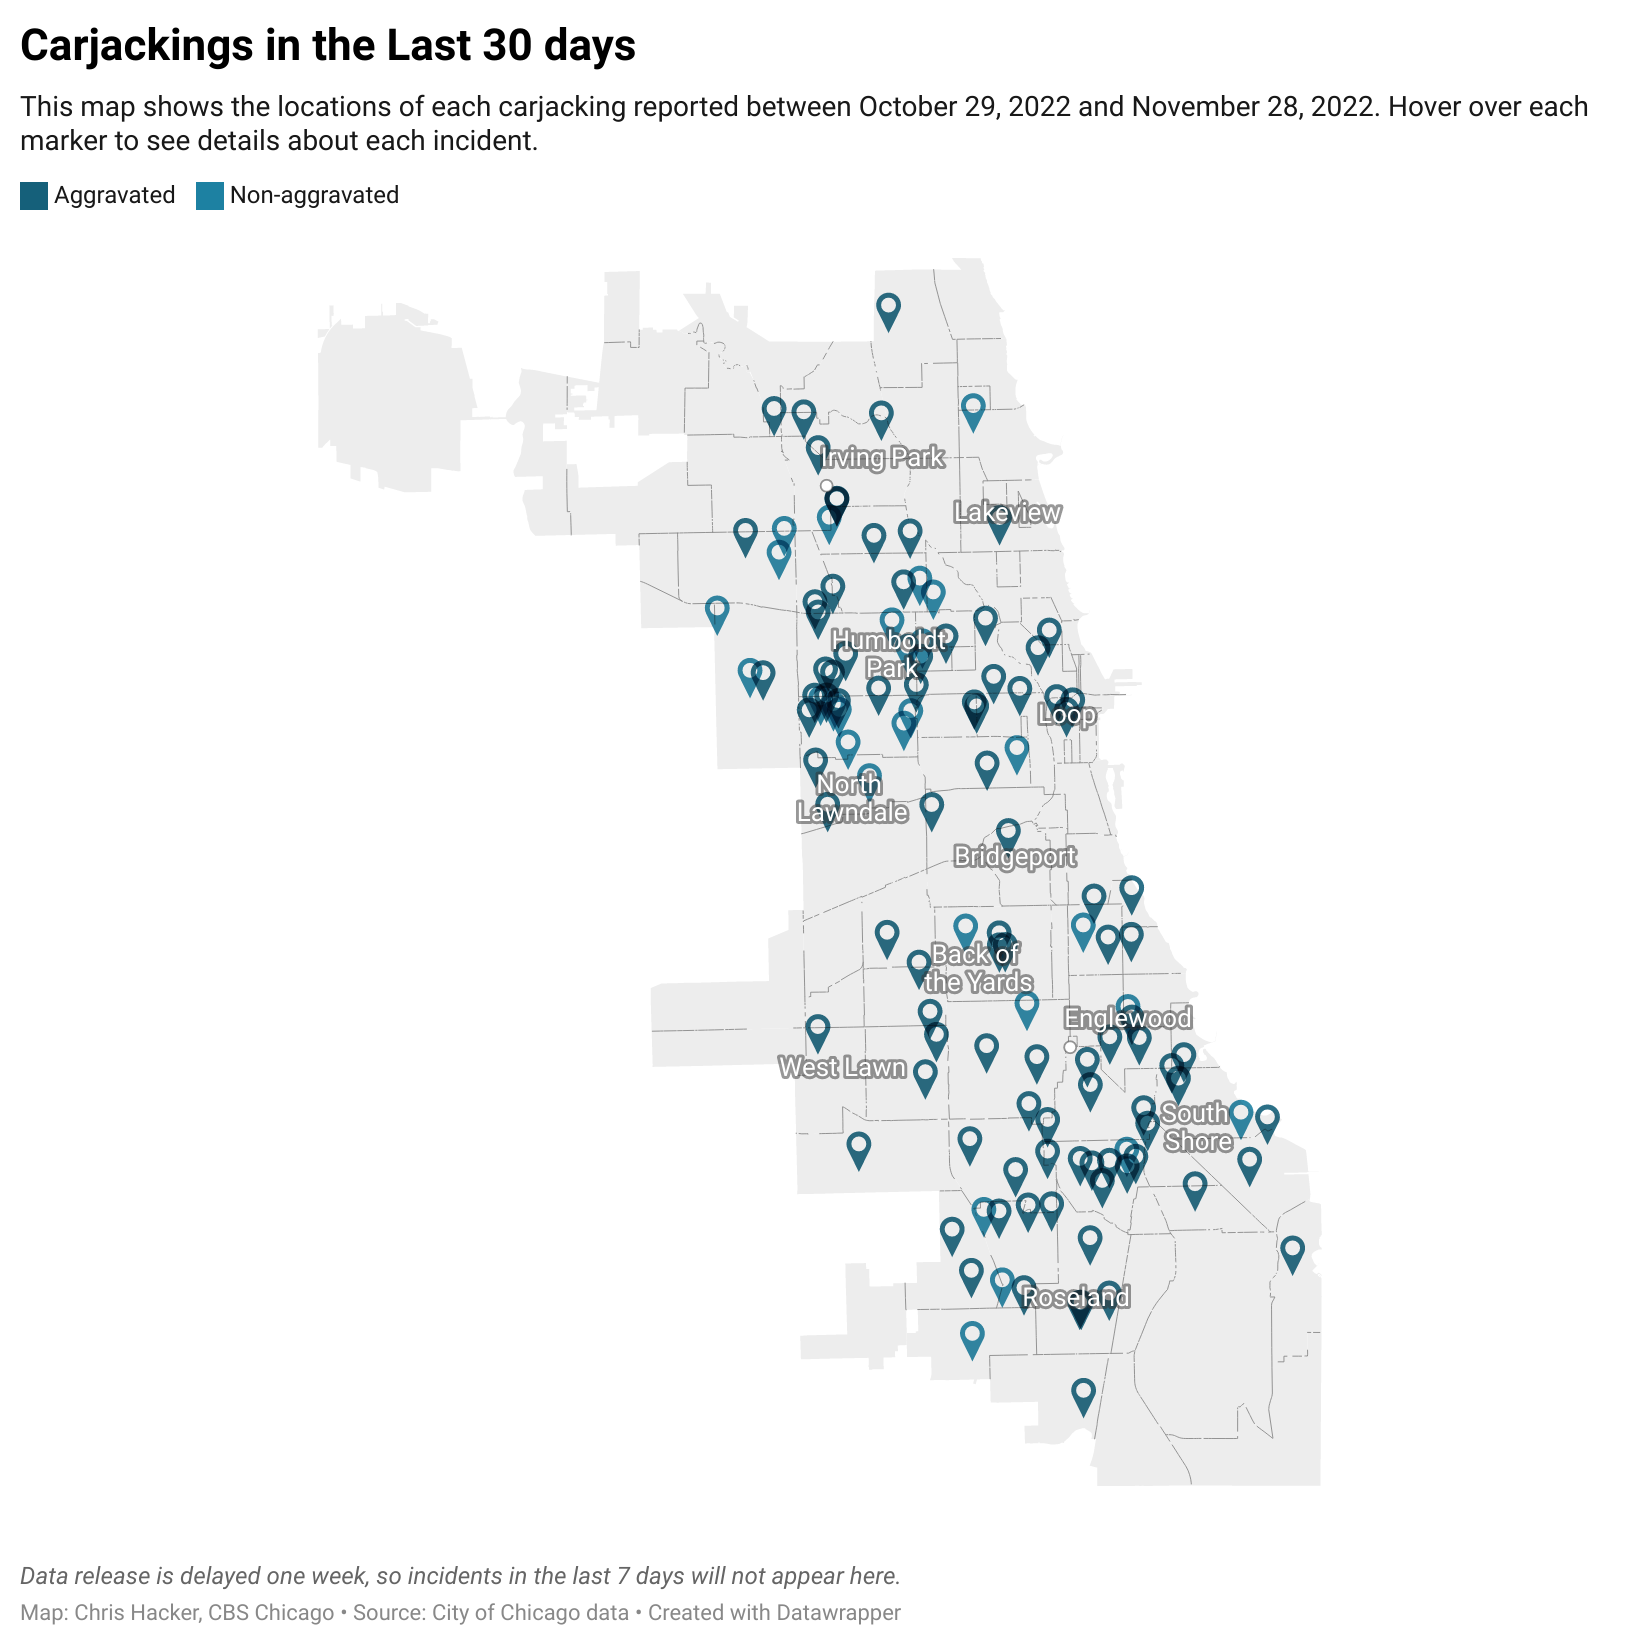 Carjackings in the Last 30 days
This map shows the locations of each carjacking reported between October 29, 2022 and November 28, 2022. Hover over each
marker to see details about each incident.
Aggravated Non-aggravated
Irving Park
Lakeview
Humboldt
Park
Loop
North
Lawndale
Bridgeport
Back of
the Yards
Englewood
West Lawn
South
Shore
Roseland
Data release is delayed one week, so incidents in the last 7 days will not appear here.
Map: Chris Hacker, CBS Chicago • Source: City of Chicago data • Created with Datawrapper